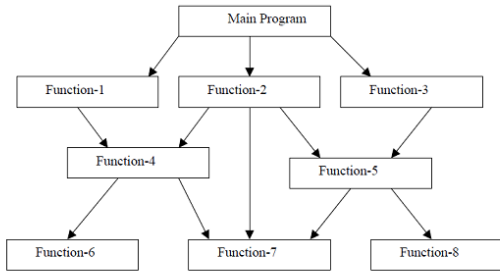 Main Program
Function-1
Function-2
Function-3
Function-4
Function-5
Function-6
Function-7
Function-8